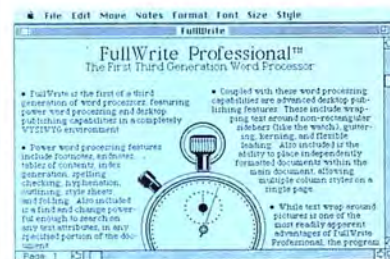 File Edit Move Notes Format Font Size Style
FullWrite
FullWrite Professional™
The First Third Generation Word Processor
• FullWrite is the first of a third
generation of word processors, featuring
power word processing and desktop
publishing capabilities in a completely
WYSIWYG environment
• Power word processing features
include footnotes, endnotes,
tables of contents, index
generation, spelling
checking, hyphenation,
outlining, style sheets
and folding. Also included
is a find and change power-
ful enough to search on
any text attributes, in any
specified portion of the doc-
ument
• Coupled with these word processing
capabilities are advanced desktop pub-
lishing features. These include wrap-
ping text around non-rectangular
sidebars (like the watch), gutter-
ing, kerning, and flexible
leading. Also included is the
ability to place independently
formatted documents within the
main document, allowing
multiple column styles on a
single page.
• While text wrap around
pictures is one of the
most readily apparent
advantages of FullWrite
Professional, the program
Page 1